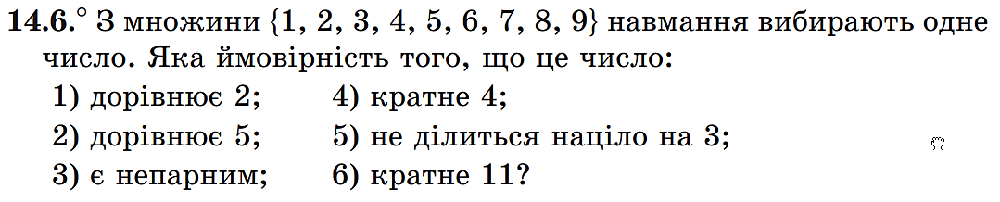 14.6.° З множини {1, 2, 3, 4, 5, 6, 7, 8, 9} навмання вибирають одне
число. Яка ймовірність того, що це число:
1) дорівнює 2; 4) кратне 4;
2) дорівнює 5; 5) не ділиться націло на 3;
3) є непарним; 6) кратне 11?